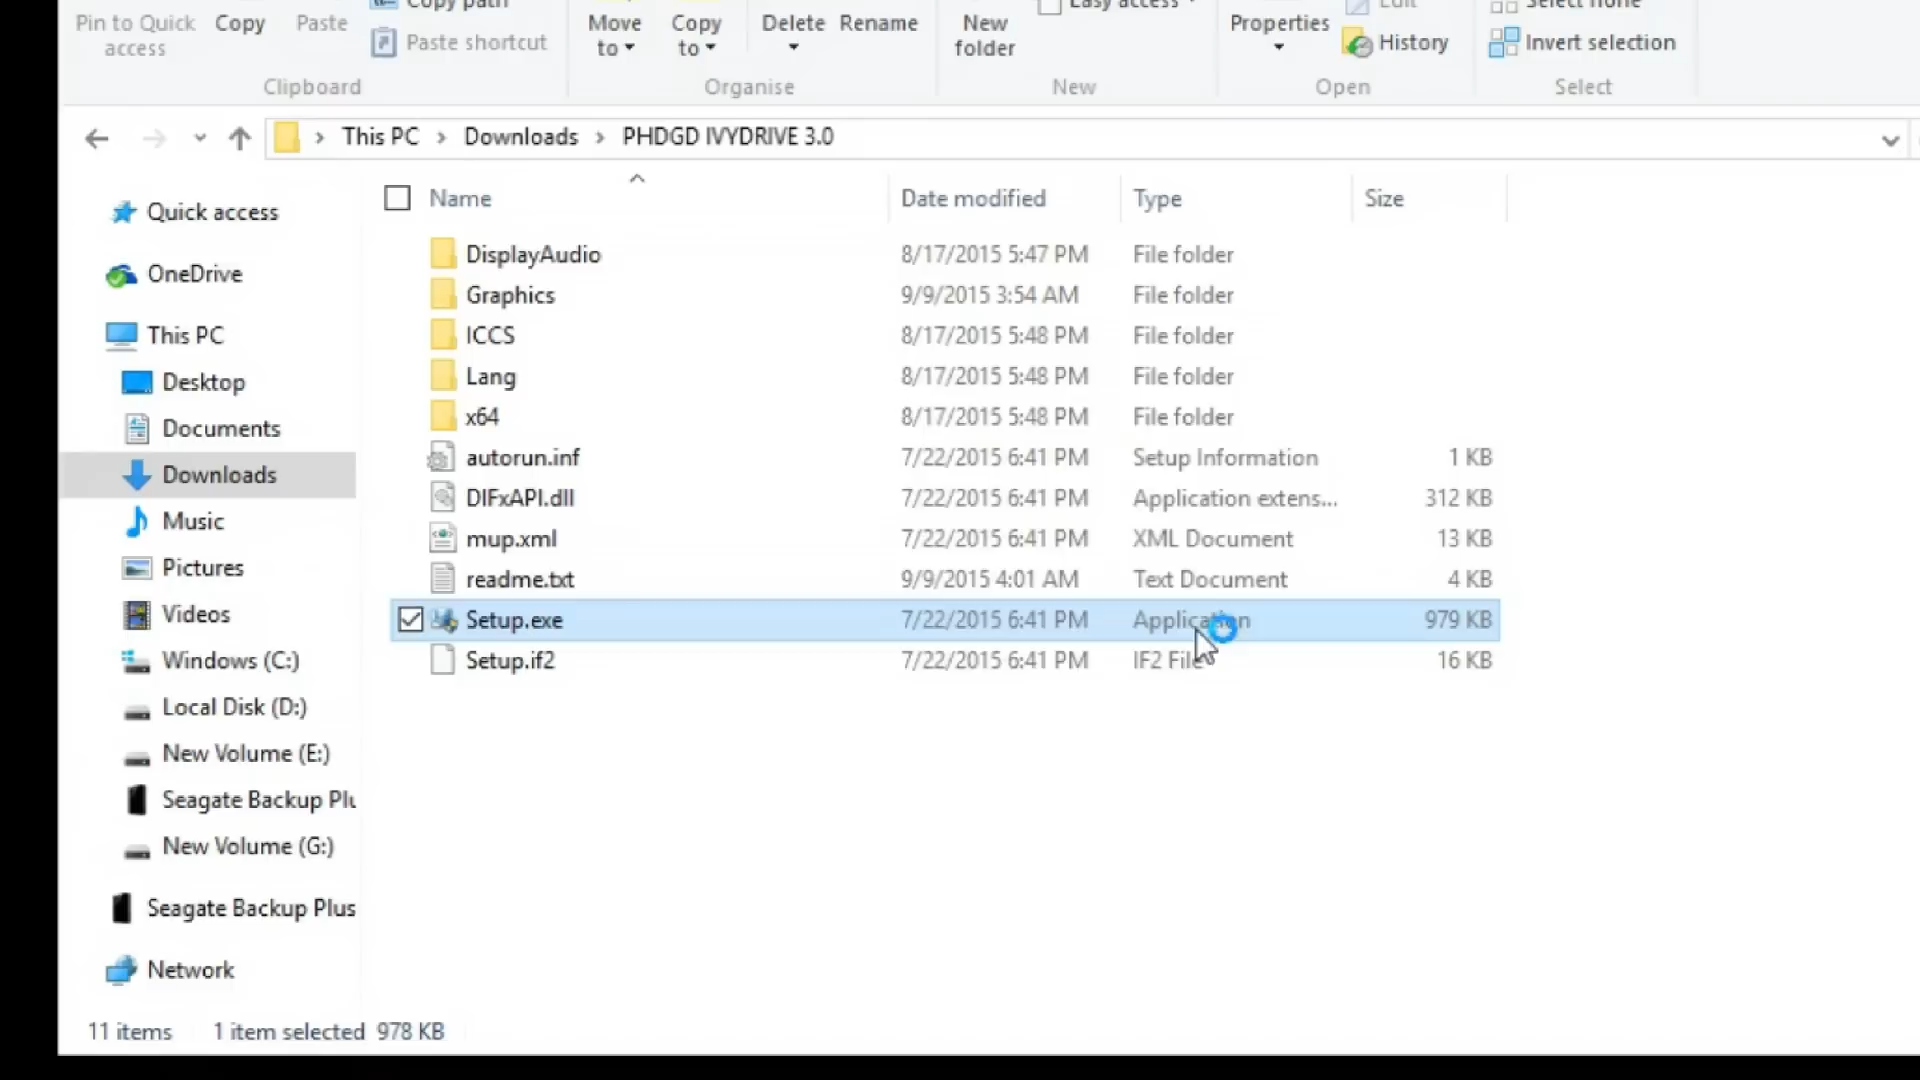 Pin to Quick access
Copy
Paste
Copy path
Paste shortcut
Clipboard
Move to
Copy to
Delete
Rename
Organise
New folder
Easy access
New
Properties
Edit
History
Open
Select none
Invert selection
Select
This PC > Downloads > PHDGD IVYDRIVE 3.0
Name Date modified Type Size
Quick access
OneDrive
This PC
Desktop
Documents
Downloads
Music
Pictures
Videos
Windows (C:)
Local Disk (D:)
New Volume (E:)
Seagate Backup Plu
New Volume (G:)
Seagate Backup Plus
Network
DisplayAudio 8/17/2015 5:47 PM File folder
Graphics 9/9/2015 3:54 AM File folder
ICCS 8/17/2015 5:48 PM File folder
Lang 8/17/2015 5:48 PM File folder
x64 8/17/2015 5:48 PM File folder
autorun.inf 7/22/2015 6:41 PM Setup Information 1 KB
DIFxAPI.dll 7/22/2015 6:41 PM Application extens... 312 KB
mup.xml 7/22/2015 6:41 PM XML Document 13 KB
readme.txt 9/9/2015 4:01 AM Text Document 4 KB
Setup.exe 7/22/2015 6:41 PM Application 979 KB
Setup.if2 7/22/2015 6:41 PM IF2 File 16 KB
11 items 1 item selected 978 KB